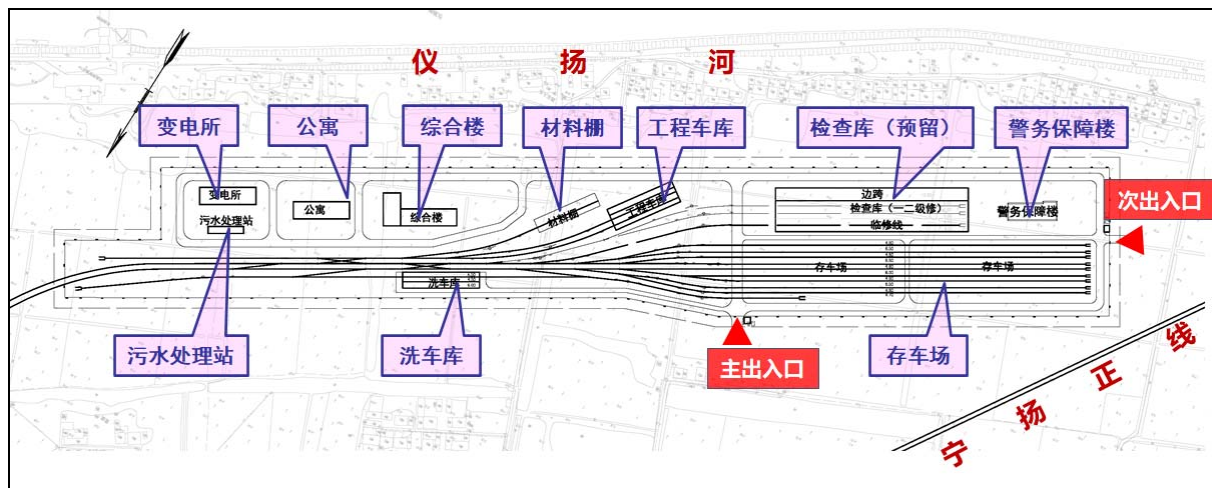 仪扬河
变电所
公寓
综合楼
材料棚
工程车库
检查库（预留）
警务保障楼
变电所
污水处理站
公寓
综合楼
材料棚
工程车库
边跨
检查库（一二级修）
临修线
警务保障楼
次出入口
洗车库
存车场
存车场
污水处理站
洗车库
主出入口
存车场
宁扬正线